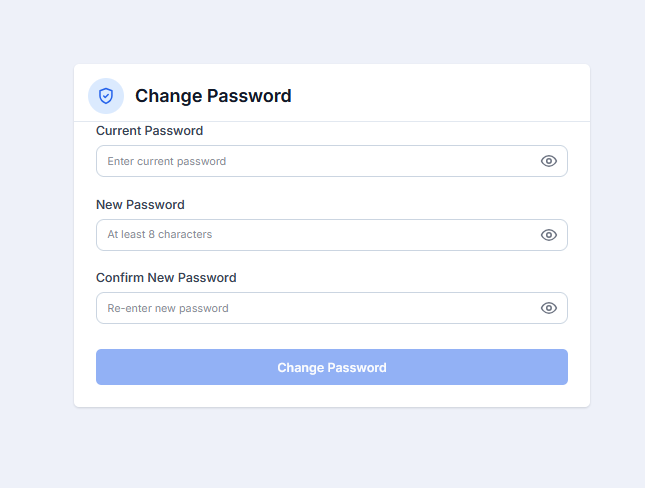 Change Password
Current Password
Enter current password
New Password
At least 8 characters
Confirm New Password
Re-enter new password
Change Password